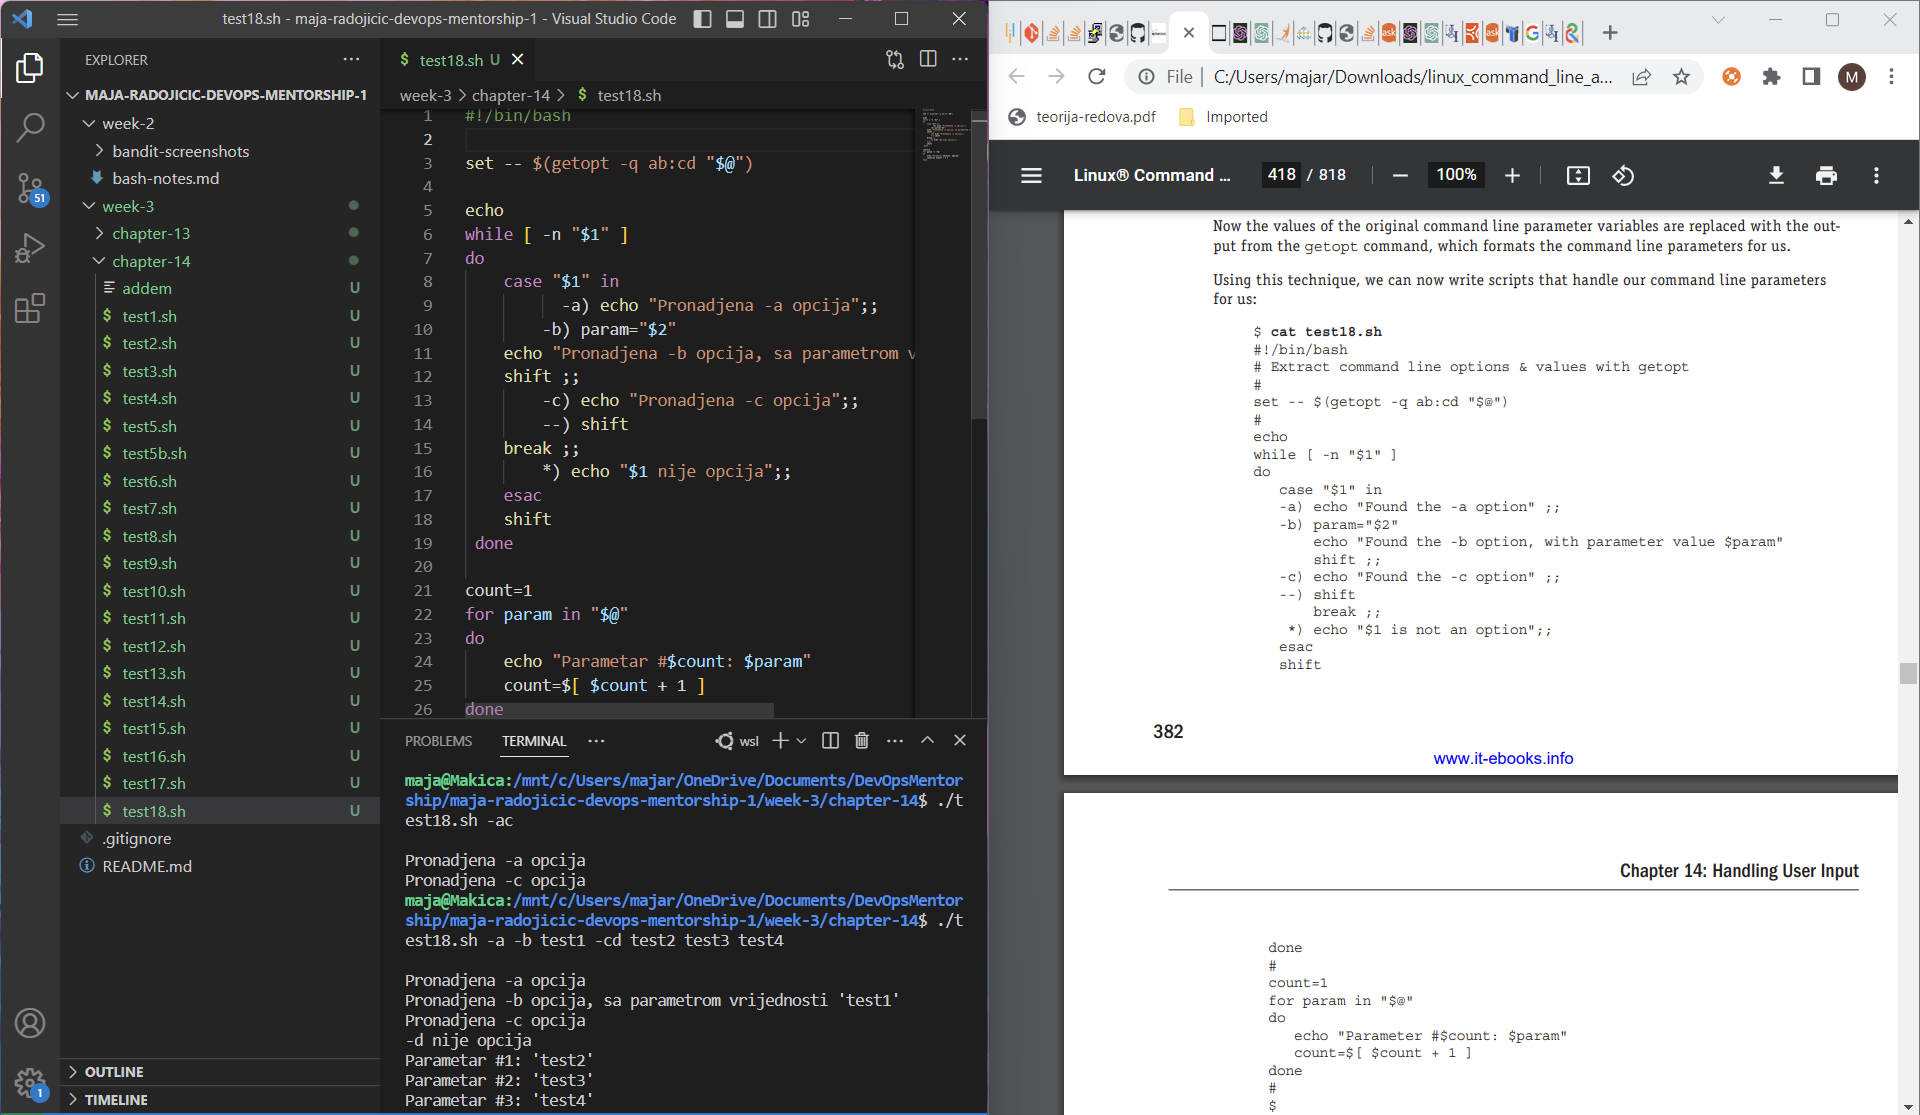 test18.sh - maja-radojicic-devops-mentorship-1 - Visual Studio Code
EXPLORER
MAJA-RADOJICIC-DEVOPS-MENTORSHIP-1
week-2
bandit-screenshots
bash-notes.md
week-3
chapter-13
chapter-14
addem U
test1.sh U
test2.sh U
test3.sh U
test4.sh U
test5.sh U
test5b.sh U
test6.sh U
test7.sh U
test8.sh U
test9.sh U
test10.sh U
test11.sh U
test12.sh U
test13.sh U
test14.sh U
test15.sh U
test16.sh U
test17.sh U
test18.sh U
.gitignore
README.md
OUTLINE
TIMELINE
51
1
$ test18.sh U
week-3 > chapter-14 > $ test18.sh
1 #!/bin/bash
2
3 set -- $(getopt -q ab:cd "$@")
4
5 echo
6 while [ -n "$1" ]
7 do
8 case "$1" in
9 -a) echo "Pronadjena -a opcija";;
10 -b) param="$2"
11 echo "Pronadjena -b opcija, sa parametrom v
12 shift ;;
13 -c) echo "Pronadjena -c opcija";;
14 --) shift
15 break ;;
16 *) echo "$1 nije opcija";;
17 esac
18 shift
19 done
20
21 count=1
22 for param in "$@"
23 do
24 echo "Parametar #$count: $param"
25 count=$[ $count + 1 ]
26 done
PROBLEMS TERMINAL wsl
maja@Makica:/mnt/c/Users/majar/OneDrive/Documents/DevOpsMentor
ship/maja-radojicic-devops-mentorship-1/week-3/chapter-14$ ./t
est18.sh -ac
Pronadjena -a opcija
Pronadjena -c opcija
maja@Makica:/mnt/c/Users/majar/OneDrive/Documents/DevOpsMentor
ship/maja-radojicic-devops-mentorship-1/week-3/chapter-14$ ./t
est18.sh -a -b test1 -cd test2 test3 test4
Pronadjena -a opcija
Pronadjena -b opcija, sa parametrom vrijednosti 'test1'
Pronadjena -c opcija
-d nije opcija
Parametar #1: 'test2'
Parametar #2: 'test3'
Parametar #3: 'test4'
File | C:/Users/majar/Downloads/linux_command_line_a...
M
teorija-redova.pdf Imported
Linux® Command ... 418 / 818 100%
Now the values of the original command line parameter variables are replaced with the out-
put from the getopt command, which formats the command line parameters for us.
Using this technique, we can now write scripts that handle our command line parameters
for us:
$ cat test18.sh
#!/bin/bash
# Extract command line options & values with getopt
#
set -- $(getopt -q ab:cd "$@")
#
echo
while [ -n "$1" ]
do
case "$1" in
-a) echo "Found the -a option" ;;
-b) param="$2"
echo "Found the -b option, with parameter value $param"
shift ;;
-c) echo "Found the -c option" ;;
--) shift
break ;;
*) echo "$1 is not an option";;
esac
shift
382
www.it-ebooks.info
Chapter 14: Handling User Input
done
#
count=1
for param in "$@"
do
echo "Parameter #$count: $param"
count=$[ $count + 1 ]
done
#
$